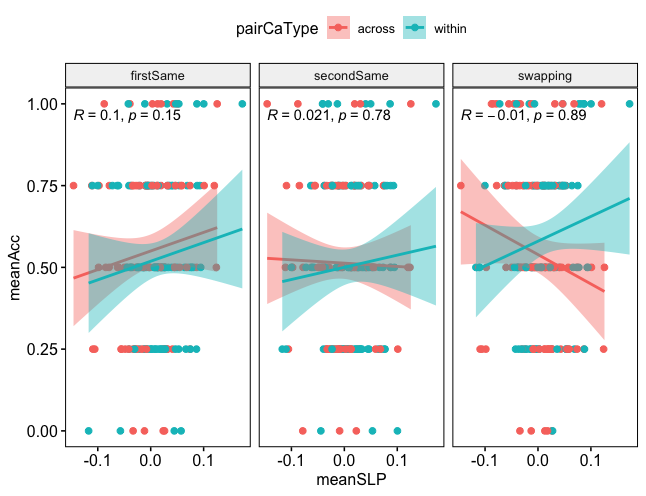 pairCaType across within
firstSame secondSame swapping
R = 0.1, p = 0.15 R = 0.021, p = 0.78 R = −0.01, p = 0.89
1.00
0.75
0.50
0.25
0.00
meanAcc
-0.1 0.0 0.1 -0.1 0.0 0.1 -0.1 0.0 0.1
meanSLP